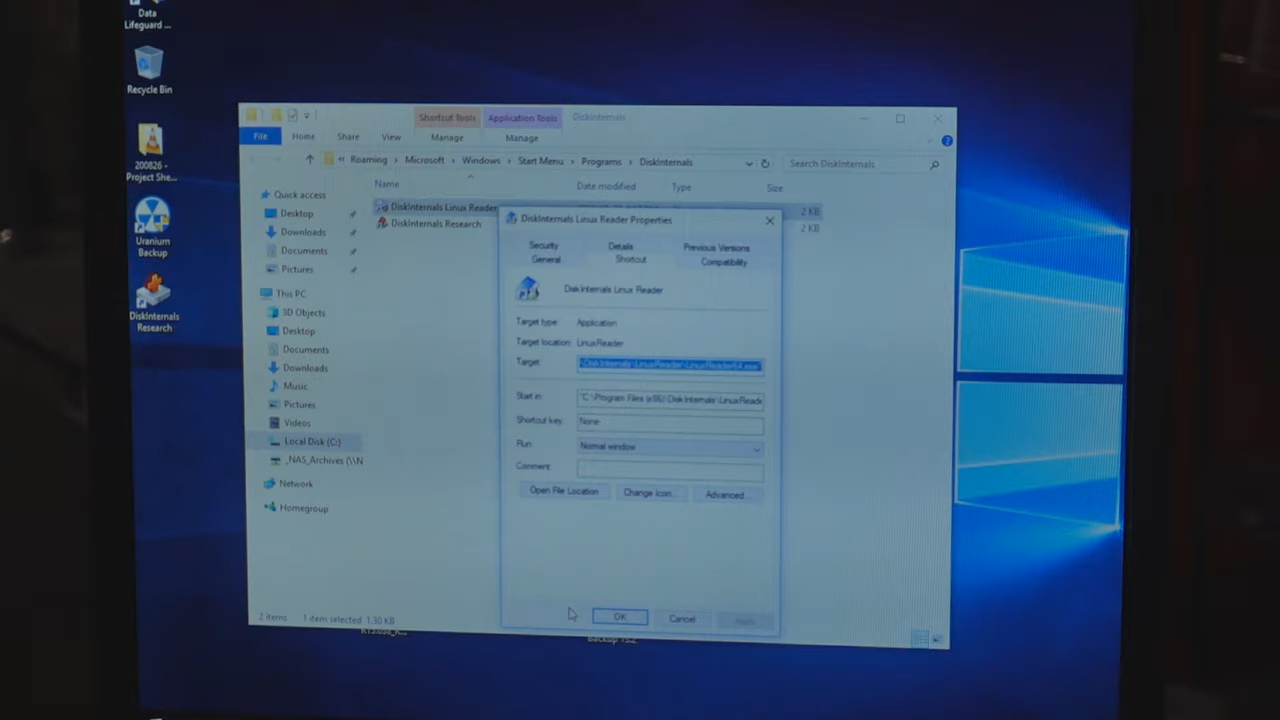 Data
Lifeguard ...
Recycle Bin
200826 -
Project She...
Uranium
Backup
DiskInternals
Research
Shortcut Tools
Application Tools
DiskInternals
File
Home
Share
View
Manage
Manage
« Roaming › Microsoft › Windows › Start Menu › Programs › DiskInternals
Search DiskInternals
Name
Date modified
Type
Size
DiskInternals Linux Reader
2 KB
DiskInternals Research
2 KB
Quick access
Desktop
Downloads
Documents
Pictures
This PC
3D Objects
Desktop
Documents
Downloads
Music
Pictures
Videos
Local Disk (C:)
_NAS_Archives (\\N
Network
Homegroup
2 items
1 item selected 1.30 KB
DiskInternals Linux Reader Properties
Security
Details
Previous Versions
General
Shortcut
Compatibility
DiskInternals Linux Reader
Target type:
Application
Target location:
LinuxReader
Target:
\DiskInternals\LinuxReader\LinuxReader64.exe"
Start in:
"C:\Program Files (x86)\DiskInternals\LinuxReade
Shortcut key:
None
Run:
Normal window
Comment:
Open File Location
Change Icon...
Advanced...
OK
Cancel
Apply